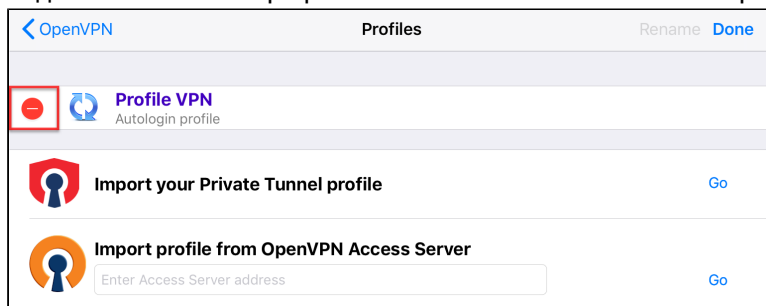 OpenVPN Profiles Rename Done
Profile VPN
Autologin profile
Import your Private Tunnel profile Go
Import profile from OpenVPN Access Server
Enter Access Server address Go